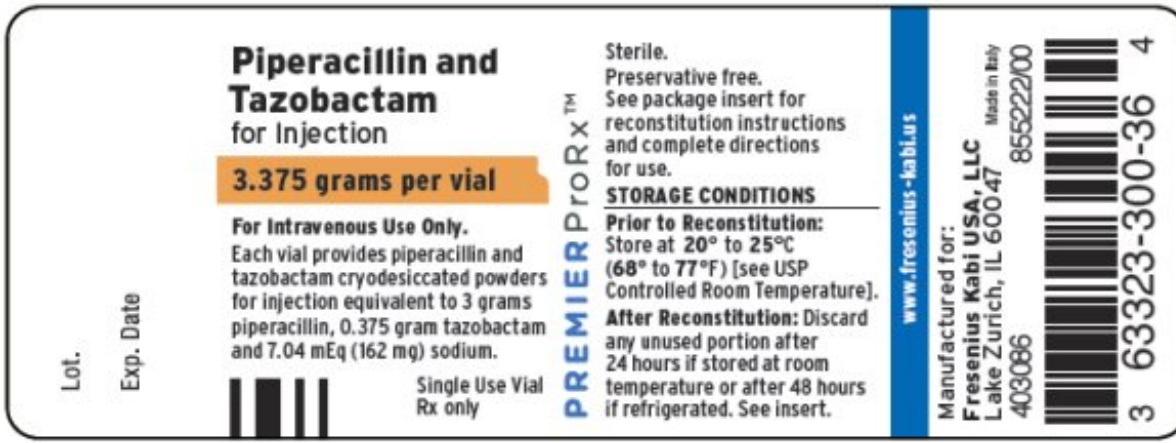 Lot.
Exp. Date
Piperacillin and
Tazobactam
for Injection
3.375 grams per vial
For Intravenous Use Only.
Each vial provides piperacillin and
tazobactam cryodesiccated powders
for injection equivalent to 3 grams
piperacillin, 0.375 gram tazobactam
and 7.04 mEq (162 mg) sodium.
Single Use Vial
Rx only
PREMIERProRx™
Sterile.
Preservative free.
See package insert for
reconstitution instructions
and complete directions
for use.
STORAGE CONDITIONS
Prior to Reconstitution:
Store at 20° to 25°C
(68° to 77°F) [see USP
Controlled Room Temperature].
After Reconstitution: Discard
any unused portion after
24 hours if stored at room
temperature or after 48 hours
if refrigerated. See insert.
www.fresenius-kabi.us
Manufactured for:
Fresenius Kabi USA, LLC
Lake Zurich, IL 60047
Made in Italy
403086
8552222/00
3 63323-300-36 4